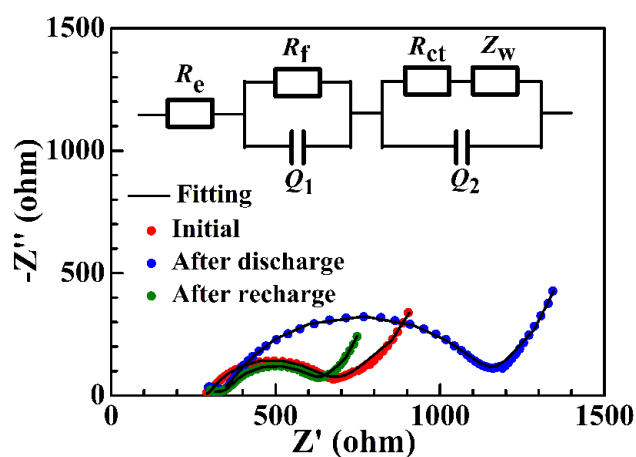 1500
1000
500
0
-Z'' (ohm)
R_e
R_f
Q_1
R_ct
Z_w
Q_2
Fitting
Initial
After discharge
After recharge
0 500 1000 1500
Z' (ohm)